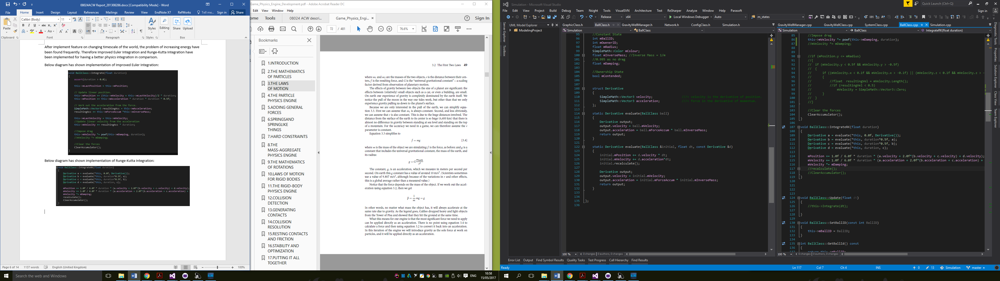 08024ACW Report_201308286.docx [Compatibility Mode] - Word
File Home Insert Design Layout References Mailings Review View EndNote X7 RefWorks Tell me... Sign in Share
Calibri (Body) 11
Paste Styles Editing Share Upload
Clipboard Font Paragraph Styles Box
After implement feature on changing timescale of the world, the problem of increasing energy have
been found frequently. Therefore Improved Euler Integration and Runge-Kutta Integration have
been implemented for having a better physics integration in comparison.
Below diagram has shown implementation of Improved Euler Integration:
void BallClass::Integrate(float duration)
{
assert(duration > 0.0);
this->mLastPosition = this->mPosition;
// Update linear position.
this->mPosition += (this->mVelocity + this->mLastVelocity)/2 * duration;
this->mPosition += this->mAcceleration * duration * duration * 0.5f;
// Work out the acceleration from the force.
SimpleMath::Vector3 resultingAcc = this->mAcceleration;
resultingAcc += this->mForceAccum *this->mInverseMass;
this->mLastVelocity = this->mVelocity;
//Update linear velocity from the acceleration
this->mVelocity += resultingAcc * duration;
//Impose drag
this->mVelocity *= powf(this->mDamping, duration);
//mVelocity *= mDamping;
//Clear the forces
ClearAccumulator();
}
Below diagram has shown implementation of Runge-Kutta Integration:
void BallClass::IntegrateRK(float duration)
{
Derivative a = evaluate(*this, 0.0f, Derivative());
Derivative b = evaluate(*this, duration*0.5f, a);
Derivative c = evaluate(*this, duration*0.5f, b);
Derivative d = evaluate(*this, duration, c);
mPosition += 1.0f / 6.0f * duration * (a.velocity + 2.0f*(b.velocity + c.velocity) + d.velocity);
mVelocity += 1.0f / 6.0f * duration * (a.acceleration + 2.0f*(b.acceleration + c.acceleration) +
mVelocity *= mDamping;
recalculate();
ClearAccumulator();
}
Page 6 of 14 1137 words English (United Kingdom) 100%
Game_Physics_Engine_Development.pdf - Adobe Acrobat Reader DC
Edit View Window Help
ome Tools 08024 ACW descri... Game_Physics_Engi... × Sign In
72 / 481 76.6%
Bookmarks
1.INTRODUCTION
2.THE MATHEMATICS
OF PARTICLES
3.THE LAWS
OF MOTION
4.THE PARTICLE
PHYSICS ENGINE
5.ADDING GENERAL
FORCES
6.SPRINGSAND
SPRINGLIKE
THINGS
7.HARD CONSTRAINTS
8.THE
MASS-AGGREGATE
PHYSICS ENGINE
9.THE MATHEMATICS
OF ROTATIONS
10.LAWS OF MOTION
FOR RIGID BODIES
11.THE RIGID-BODY
PHYSICS ENGINE
12.COLLISION
DETECTION
13.GENERATING
CONTACTS
14.COLLISION
RESOLUTION
15.RESTING CONTACTS
AND FRICTION
16.STABILITY AND
OPTIMIZATION
17.PUTTING IT ALL
TOGETHER
3.2 The First Two Laws 49
where m1 and m2 are the masses of the two objects, r is the distance between their cen-
ters, f is the resulting force, and G is the “universal gravitational constant”—a scaling
factor derived from observation of planetary motion.
The effects of gravity between two objects the size of a planet are significant; the
effects between (relatively) small objects such as a car, or even a building, are small.
On earth our experience of gravity is completely dominated by the earth itself. We
notice the pull of the moon in the way our tides work, but other than that we only
experience gravity pulling us down to the planet’s surface.
Because we are only interested in the pull of the earth, we can simplify equa-
tion 3.3. First we can assume that m1 is always constant. Second, and less obviously,
we can assume that r is also constant. This is due to the huge distances involved. The
distance from the surface of the earth to its center is so huge (6,400 km) that there is
almost no difference in gravity between standing at sea level and standing on the top
of a mountain. For the accuracy we need in a game, we can therefore assume the r
parameter is constant.
Equation 3.3 simplifies to
f = mg [3.4]
where m is the mass of the object we are simulating; f is the force, as before; and g is a
constant that includes the universal gravitational constant, the mass of the earth, and
its radius:
g = G mearth / r2
The constant, g, is an acceleration, which we measure in meters per second per
second. On earth this g constant has a value of around 10 m/s2. (Scientists sometimes
use a value of 9.807 m/s2, although because of the variations in r and other effects,
this is a global average rather than a measured value.)
Notice that the force depends on the mass of the object. If we work out the accel-
eration using equation 3.2, then we get
p̈ = 1/m mg = g
In other words, no matter what mass the object has, it will always accelerate at the
same rate due to gravity. As the legend goes, Galileo dropped heavy and light objects
from the Tower of Pisa and showed that they hit the ground at the same time.
What this means for our engine is that the most significant force we need to apply
can be applied directly as an acceleration. There is no point using equation 3.4 to
calculate a force and then using equation 3.2 to convert it back into an acceleration.
In this iteration of the engine we will introduce gravity as the sole force at work on
particles, and it will be applied directly as an acceleration.
Search the web and Windows
ENG 10:58
15/05/2017
Simulation - Microsoft Visual Studio
Quick Launch (Ctrl+Q)
File Edit View Project Build Debug Team Nsight Tools VisualSVN Architecture Test ReSharper Analyze Window Help Parasoft Sign in
Release x64 Local Windows Debugger Auto m_states
Server Explorer
Toolbox
UML Model Explorer
ModelingProject
GraphicClass.h BallClass.h GravityWellManager.h Network.h ConfigClass.h Simulation.h
Simulation BallClass
95 //Constant State
96 int mBallID;
97 int mOwenerID;
98 float mRadius;
99 SimpleMath::Color mColour;
100 float mInverseMass; //Inverse Mass = 1/m
101 //0.995 as no drag
102 float mDamping;
103
104 //Ownership State
105 bool mContended;
106
107
108 struct Derivative
109 {
110 SimpleMath::Vector3 velocity; ///< velocity is the derivative of position.
111 SimpleMath::Vector3 acceleration; ///< force in the derivative of momentum.
112 };
113
114 static Derivative evaluate(BallClass ball)
115 {
116 Derivative output;
117 output.velocity = ball.mVelocity;
118 output.acceleration = ball.mForceAccum * ball.mInverseMass;
119 return output;
120 }
121
122 static Derivative evaluate(BallClass &initial, float dt, const Derivative &d)
123 {
124 initial.mPosition += d.velocity * dt;
125 initial.mVelocity += d.acceleration*dt;
126 initial.recalculate();
127
128 Derivative output;
129 output.velocity = initial.mVelocity;
130 output.acceleration = initial.mForceAccum * initial.mInverseMass;
131 return output;
132 }
133
134
135 };
136
100 % 0 changes | 0 authors, 0 changes
GravityWellManager.cpp GravityWellClass.cpp SystemClass.cpp BallClass.cpp Simulation.cpp
Simulation BallClass IntegrateRK(float duration)
85 //Impose drag
86 this->mVelocity *= powf(this->mDamping, duration);
87 //mVelocity *= mDamping;
88
89
90 //if (mPosition.y <= mRadius)
91 //{
92 // if (mVelocity.y < 0.5f && mVelocity.y > -0.5f)
93 // {
94 // if ((mVelocity.x < 0.1f && mVelocity.x > -0.1f) || (mVelocity.z < 0.1f && mVelocity.z > -
95 // {
96 // //float resultingVel = mVelocity.Length();
97 // //if (resultingVel < 0.5)
98 // mVelocity = SimpleMath::Vector3::Zero;
99 // }
100 // }
101 //}
102
103 //Clear the forces
104 ClearAccumulator();
105 }
106
107 void BallClass::IntegrateRK(float duration)
108 {
109 Derivative a = evaluate(*this, 0.0f, Derivative());
110 Derivative b = evaluate(*this, duration*0.5f, a);
111 Derivative c = evaluate(*this, duration*0.5f, b);
112 Derivative d = evaluate(*this, duration, c);
113
114 mPosition += 1.0f / 6.0f * duration * (a.velocity + 2.0f*(b.velocity + c.velocity) + d.velocity);
115 mVelocity += 1.0f / 6.0f * duration * (a.acceleration + 2.0f*(b.acceleration + c.acceleration) +
116 mVelocity *= mDamping;
117 //recalculate();
118 //ClearAccumulator();
119 }
120
121
122
123
124 void BallClass::Update(float dt)
125 {
126 //this->Integrate(dt);
127
128 }
129
130 void BallClass::SetBallID(const int BallID)
131 {
132 this->mBallID = BallID;
133 }
134
135 int BallClass::GetBallId() const
136 {
137 return this->mBallID;
100 % 0 changes | 0 authors, 0 changes
Diagnostic Tools
Properties
Solution Explorer
Class View
Team Explorer
Error List Output Find Symbol Results Quality Tasks Test Progress Call Hierarchy Find Results
Ready Ln 117 Col 7 Ch 4 INS 0 13 Simulation master